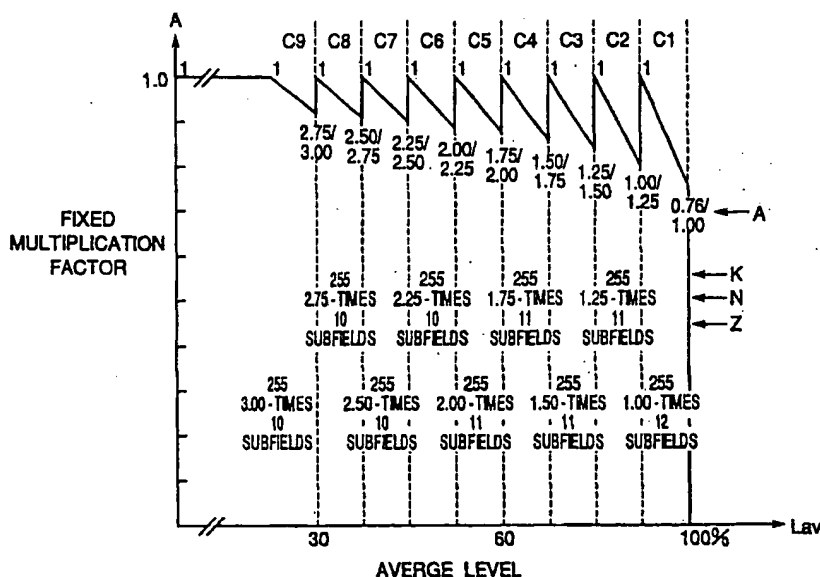 A
C9 C8 C7 C6 C5 C4 C3 C2 C1
1 1 1 1 1 1 1 1 1 1
1.0
2.75/
3.00
2.50/
2.75
2.25/
2.50
2.00/
2.25
1.75/
2.00
1.50/
1.75
1.25/
1.50
1.00/
1.25
0.76/
1.00
A
FIXED
MULTIPLICATION
FACTOR
K
N
Z
255
2.75-TIMES
10
SUBFIELDS
255
2.25-TIMES
10
SUBFIELDS
255
1.75-TIMES
11
SUBFIELDS
255
1.25-TIMES
11
SUBFIELDS
255
3.00-TIMES
10
SUBFIELDS
255
2.50-TIMES
10
SUBFIELDS
255
2.00-TIMES
11
SUBFIELDS
255
1.50-TIMES
11
SUBFIELDS
255
1.00-TIMES
12
SUBFIELDS
30 60 100% Lav
AVERGE LEVEL